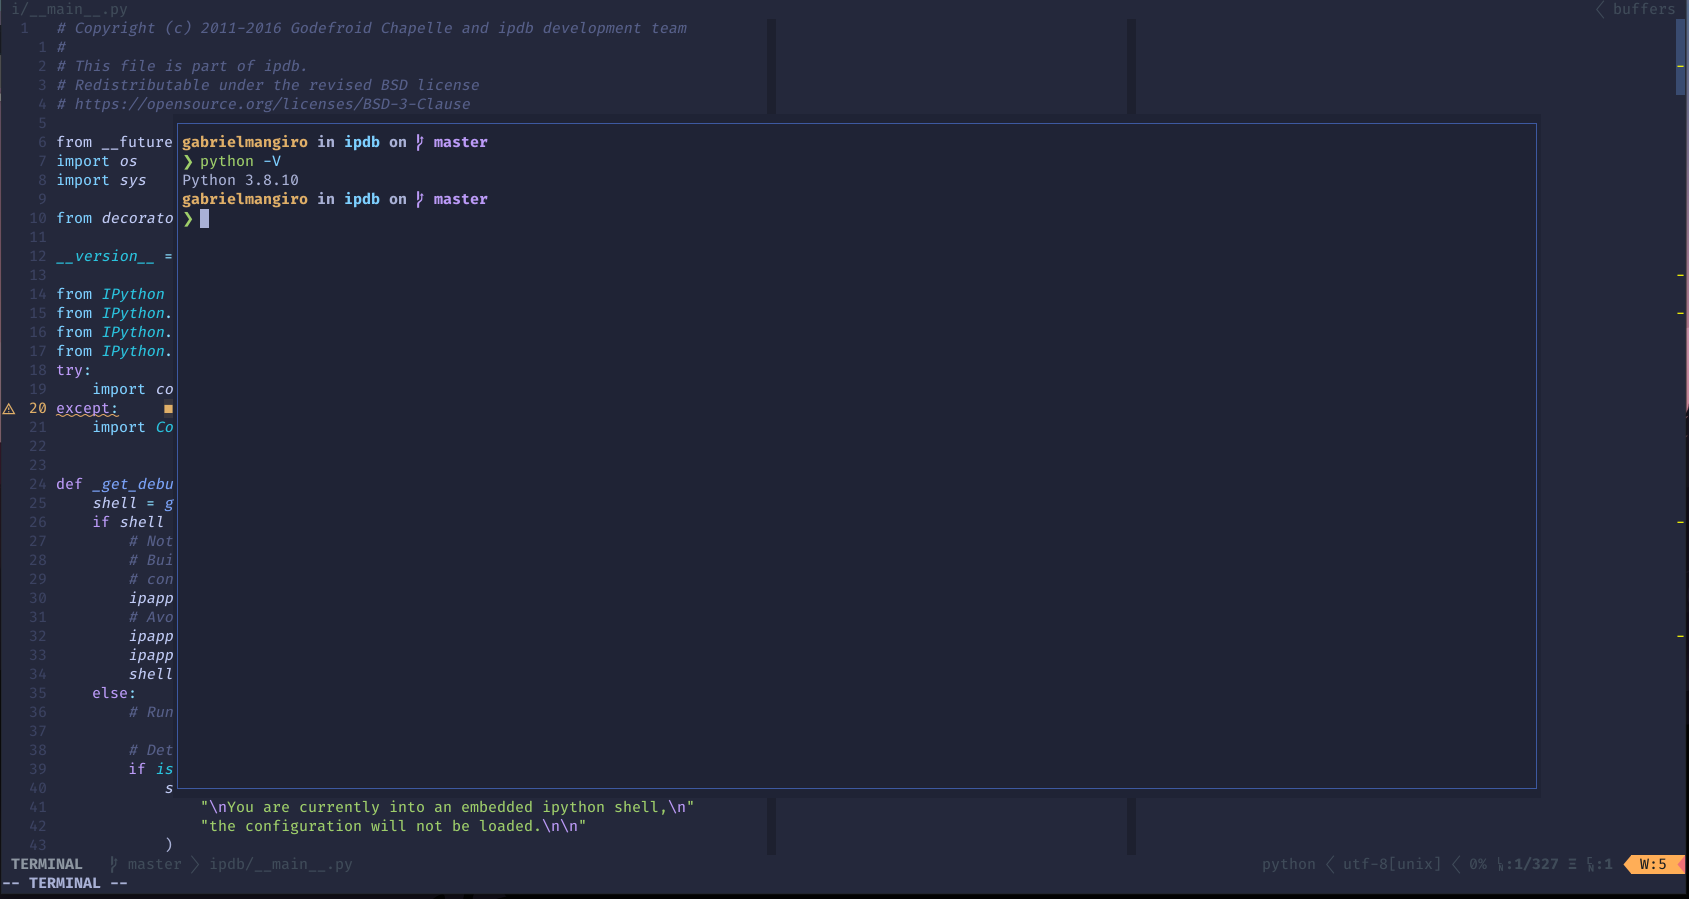 i/__main__.py
buffers
1 # Copyright (c) 2011-2016 Godefroid Chapelle and ipdb development team
1 #
2 # This file is part of ipdb.
3 # Redistributable under the revised BSD license
4 # https://opensource.org/licenses/BSD-3-Clause
5
6 from __future
7 import os
8 import sys
9
10 from decorato
11
12 __version__ =
13
14 from IPython
15 from IPython.
16 from IPython.
17 from IPython.
18 try:
19 import co
20 except:
21 import Co
22
23
24 def _get_debu
25 shell = g
26 if shell
27 # Not
28 # Bui
29 # con
30 ipapp
31 # Avo
32 ipapp
33 ipapp
34 shell
35 else:
36 # Run
37
38 # Det
39 if is
40 s
41 "\nYou are currently into an embedded ipython shell,\n"
42 "the configuration will not be loaded.\n\n"
43 )
gabrielmangiro in ipdb on master
❯ python -V
Python 3.8.10
gabrielmangiro in ipdb on master
❯
TERMINAL master ipdb/__main__.py python utf-8[unix] 0% :1/327 Ξ :1 W:5
-- TERMINAL --